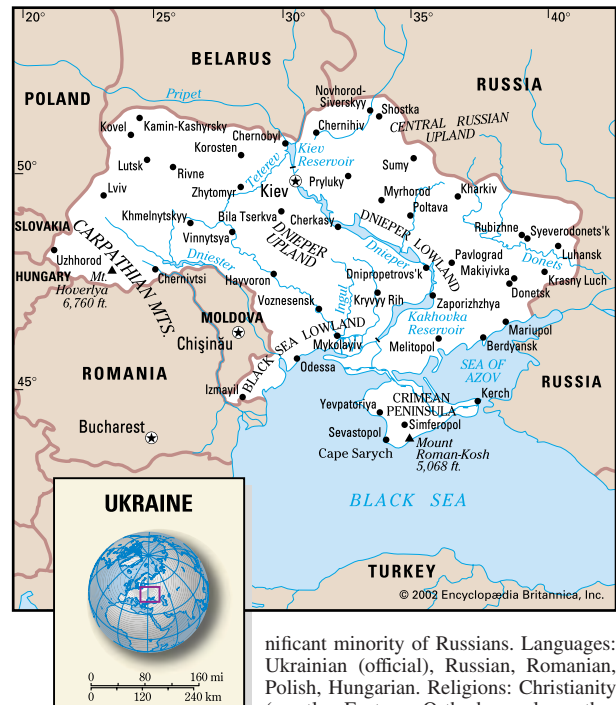 20°
25°
30°
35°
40°
BELARUS
RUSSIA
POLAND
Pripet
Novhorod-
Siverskyy
Shostka
CENTRAL RUSSIAN
UPLAND
Kovel
Kamin-Kashyrsky
Chernobyl
Chernihiv
Korosten
Kiev
Reservoir
Sumy
50°
Lutsk
Rivne
Teterev
Kiev
Pryluky
Lviv
Zhytomyr
Myrhorod
Kharkiv
Poltava
Khmelnytskyy
Bila Tserkva
Cherkasy
DNIEPER LOWLAND
Rubizhne
Syeverodonets'k
SLOVAKIA
CARPATHIAN MTS.
Vinnytsya
DNIEPER
UPLAND
Luhansk
Uzhhorod
Dniester
Dnieper
Pavlograd
Donets
HUNGARY
Mt.
Hoverlya
6,760 ft.
Chernivtsi
Hayvoron
Dnipropetrovs'k
Makiyivka
Krasny Luch
Voznesensk
Ingul
Kryvyy Rih
Donetsk
Zaporizhzhya
MOLDOVA
Chişinău
BLACK SEA LOWLAND
Mykolayiv
Kakhovka
Reservoir
Mariupol
Melitopol
Berdyansk
Odessa
ROMANIA
SEA OF
AZOV
RUSSIA
45°
Izmayil
CRIMEAN
PENINSULA
Yevpatoriya
Kerch
Simferopol
Bucharest
Sevastopol
Cape Sarych
Mount
Roman-Kosh
5,068 ft.
BLACK SEA
UKRAINE
TURKEY
© 2002 Encyclopædia Britannica, Inc.
0 80 160 mi
0 120 240 km
nificant minority of Russians. Languages:
Ukrainian (official), Russian, Romanian,
Polish, Hungarian. Religions: Christianity